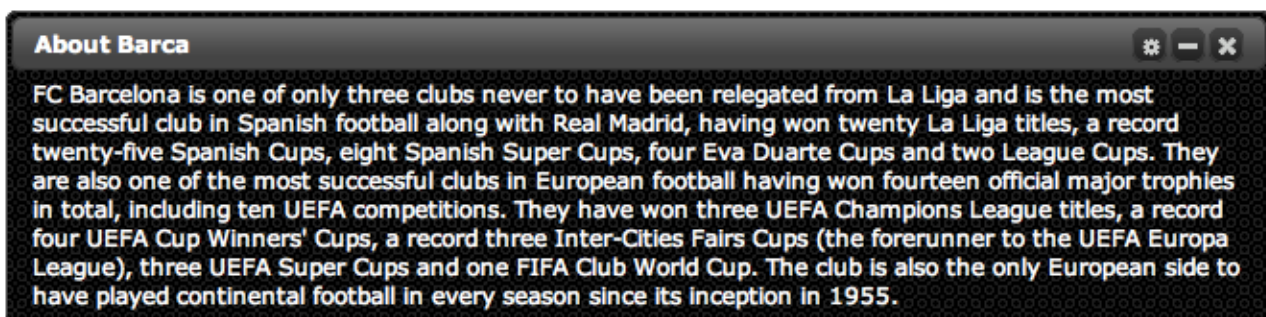 About Barca
FC Barcelona is one of only three clubs never to have been relegated from La Liga and is the most
successful club in Spanish football along with Real Madrid, having won twenty La Liga titles, a record
twenty-five Spanish Cups, eight Spanish Super Cups, four Eva Duarte Cups and two League Cups. They
are also one of the most successful clubs in European football having won fourteen official major trophies
in total, including ten UEFA competitions. They have won three UEFA Champions League titles, a record
four UEFA Cup Winners' Cups, a record three Inter-Cities Fairs Cups (the forerunner to the UEFA Europa
League), three UEFA Super Cups and one FIFA Club World Cup. The club is also the only European side to
have played continental football in every season since its inception in 1955.